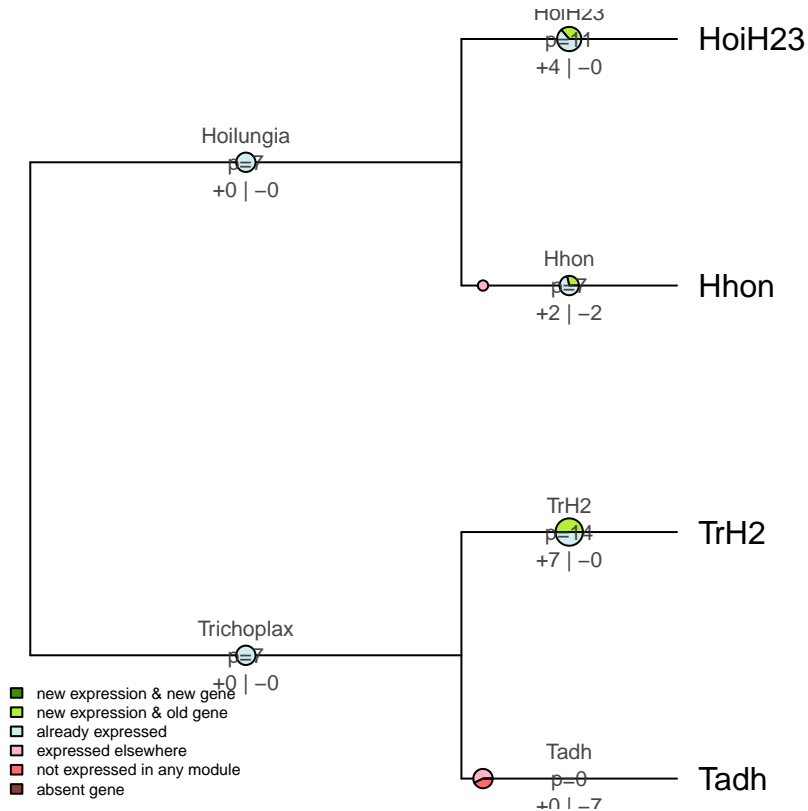 HoiH23
p=11
+4 | −0
HoiH23
Hoilungia
p=7
+0 | −0
Hhon
p=7
+2 | −2
Hhon
TrH2
p=14
+7 | −0
TrH2
Trichoplax
p=7
+0 | −0
new expression & new gene
new expression & old gene
already expressed
expressed elsewhere
not expressed in any module
absent gene
Tadh
p=0
+0 | −7
Tadh